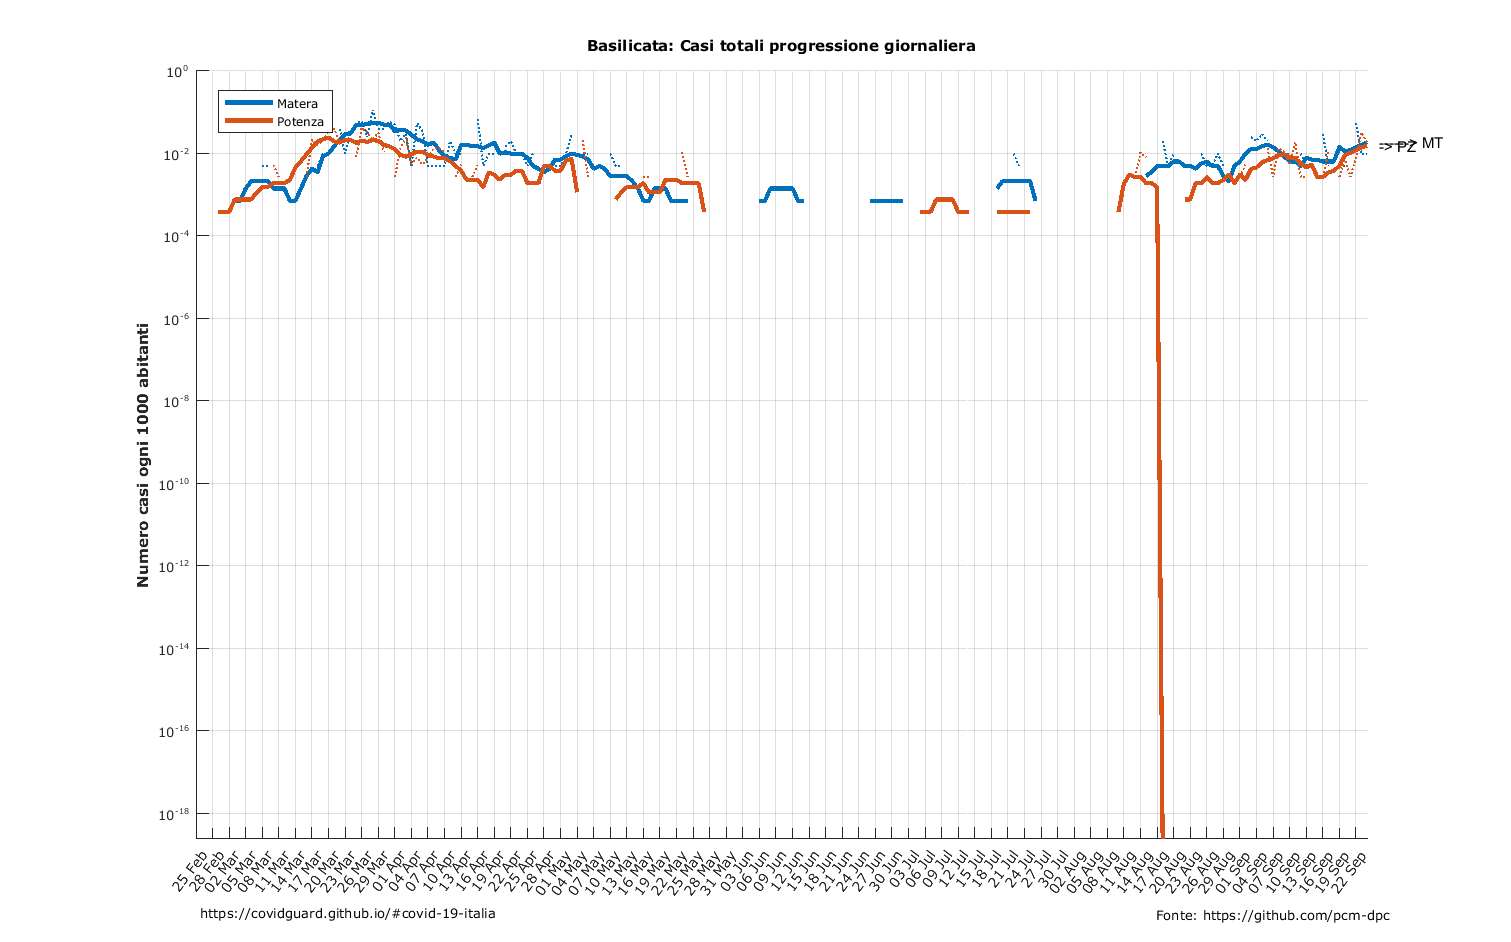 Basilicata: Casi totali progressione giornaliera
Matera
Potenza
10^0
10^-2
10^-4
10^-6
10^-8
10^-10
10^-12
10^-14
10^-16
10^-18
Numero casi ogni 1000 abitanti
-> MT
-> PZ
25 Feb
28 Feb
02 Mar
05 Mar
08 Mar
11 Mar
14 Mar
17 Mar
20 Mar
23 Mar
26 Mar
29 Mar
01 Apr
04 Apr
07 Apr
10 Apr
13 Apr
16 Apr
19 Apr
22 Apr
25 Apr
28 Apr
01 May
04 May
07 May
10 May
13 May
16 May
19 May
22 May
25 May
28 May
31 May
03 Jun
06 Jun
09 Jun
12 Jun
15 Jun
18 Jun
21 Jun
24 Jun
27 Jun
30 Jun
03 Jul
06 Jul
09 Jul
12 Jul
15 Jul
18 Jul
21 Jul
24 Jul
27 Jul
30 Jul
02 Aug
05 Aug
08 Aug
11 Aug
14 Aug
17 Aug
20 Aug
23 Aug
26 Aug
29 Aug
01 Sep
04 Sep
07 Sep
10 Sep
13 Sep
16 Sep
19 Sep
22 Sep
https://covidguard.github.io/#covid-19-italia
Fonte: https://github.com/pcm-dpc